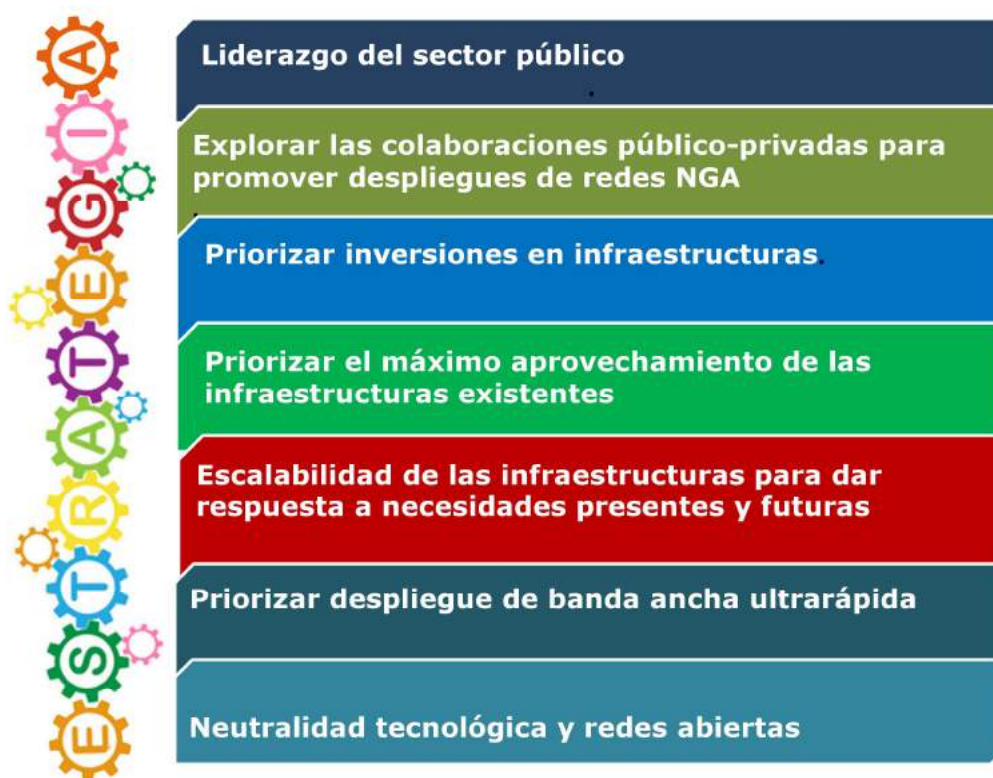 ESTRATEGIA
Liderazgo del sector público
.
Explorar las colaboraciones público-privadas para
promover despliegues de redes NGA
.
Priorizar inversiones en infraestructuras.
Priorizar el máximo aprovechamiento de las
infraestructuras existentes
Escalabilidad de las infraestructuras para dar
respuesta a necesidades presentes y futuras
Priorizar despliegue de banda ancha ultrarápida
Neutralidad tecnológica y redes abiertas